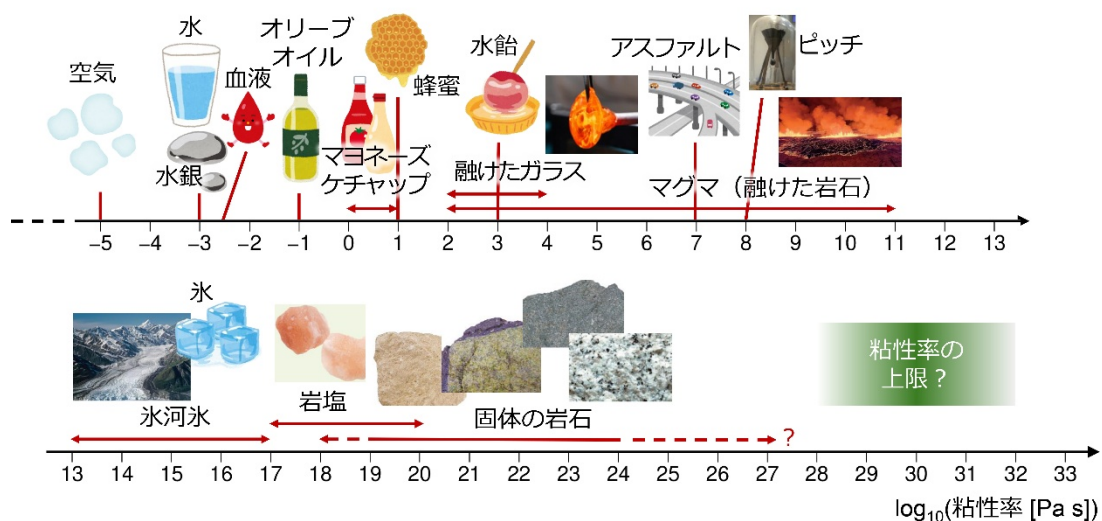 空気
水
水銀
血液
オリーブ
オイル
マヨネーズ
ケチャップ
蜂蜜
水飴
融けたガラス
アスファルト
ピッチ
マグマ（融けた岩石）
−5 −4 −3 −2 −1 0 1 2 3 4 5 6 7 8 9 10 11 12 13
氷
氷河氷
岩塩
固体の岩石
?
粘性率の
上限？
13 14 15 16 17 18 19 20 21 22 23 24 25 26 27 28 29 30 31 32 33
log₁₀(粘性率 [Pa s])